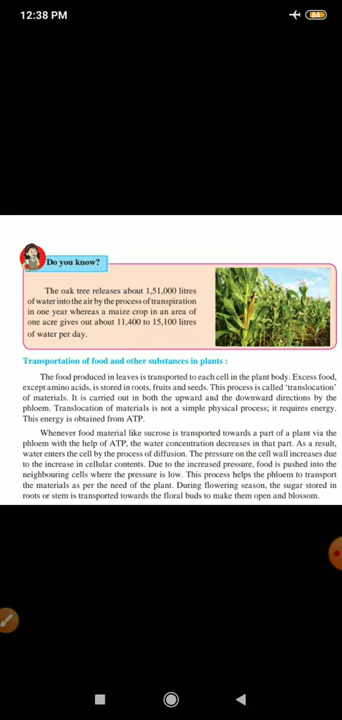 12:38 PM
84
Do you know?
The oak tree releases about 1,51,000 litres
of water into the air by the process of transpiration
in one year whereas a maize crop in an area of
one acre gives out about 11,400 to 15,100 litres
of water per day.
Transportation of food and other substances in plants :
The food produced in leaves is transported to each cell in the plant body. Excess food,
except amino acids, is stored in roots, fruits and seeds. This process is called 'translocation'
of materials. It is carried out in both the upward and the downward directions by the
phloem. Translocation of materials is not a simple physical process; it requires energy.
This energy is obtained from ATP.
Whenever food material like sucrose is transported towards a part of a plant via the
phloem with the help of ATP, the water concentration decreases in that part. As a result,
water enters the cell by the process of diffusion. The pressure on the cell wall increases due
to the increase in cellular contents. Due to the increased pressure, food is pushed into the
neighbouring cells where the pressure is low. This process helps the phloem to transport
the materials as per the need of the plant. During flowering season, the sugar stored in
roots or stem is transported towards the floral buds to make them open and blossom.